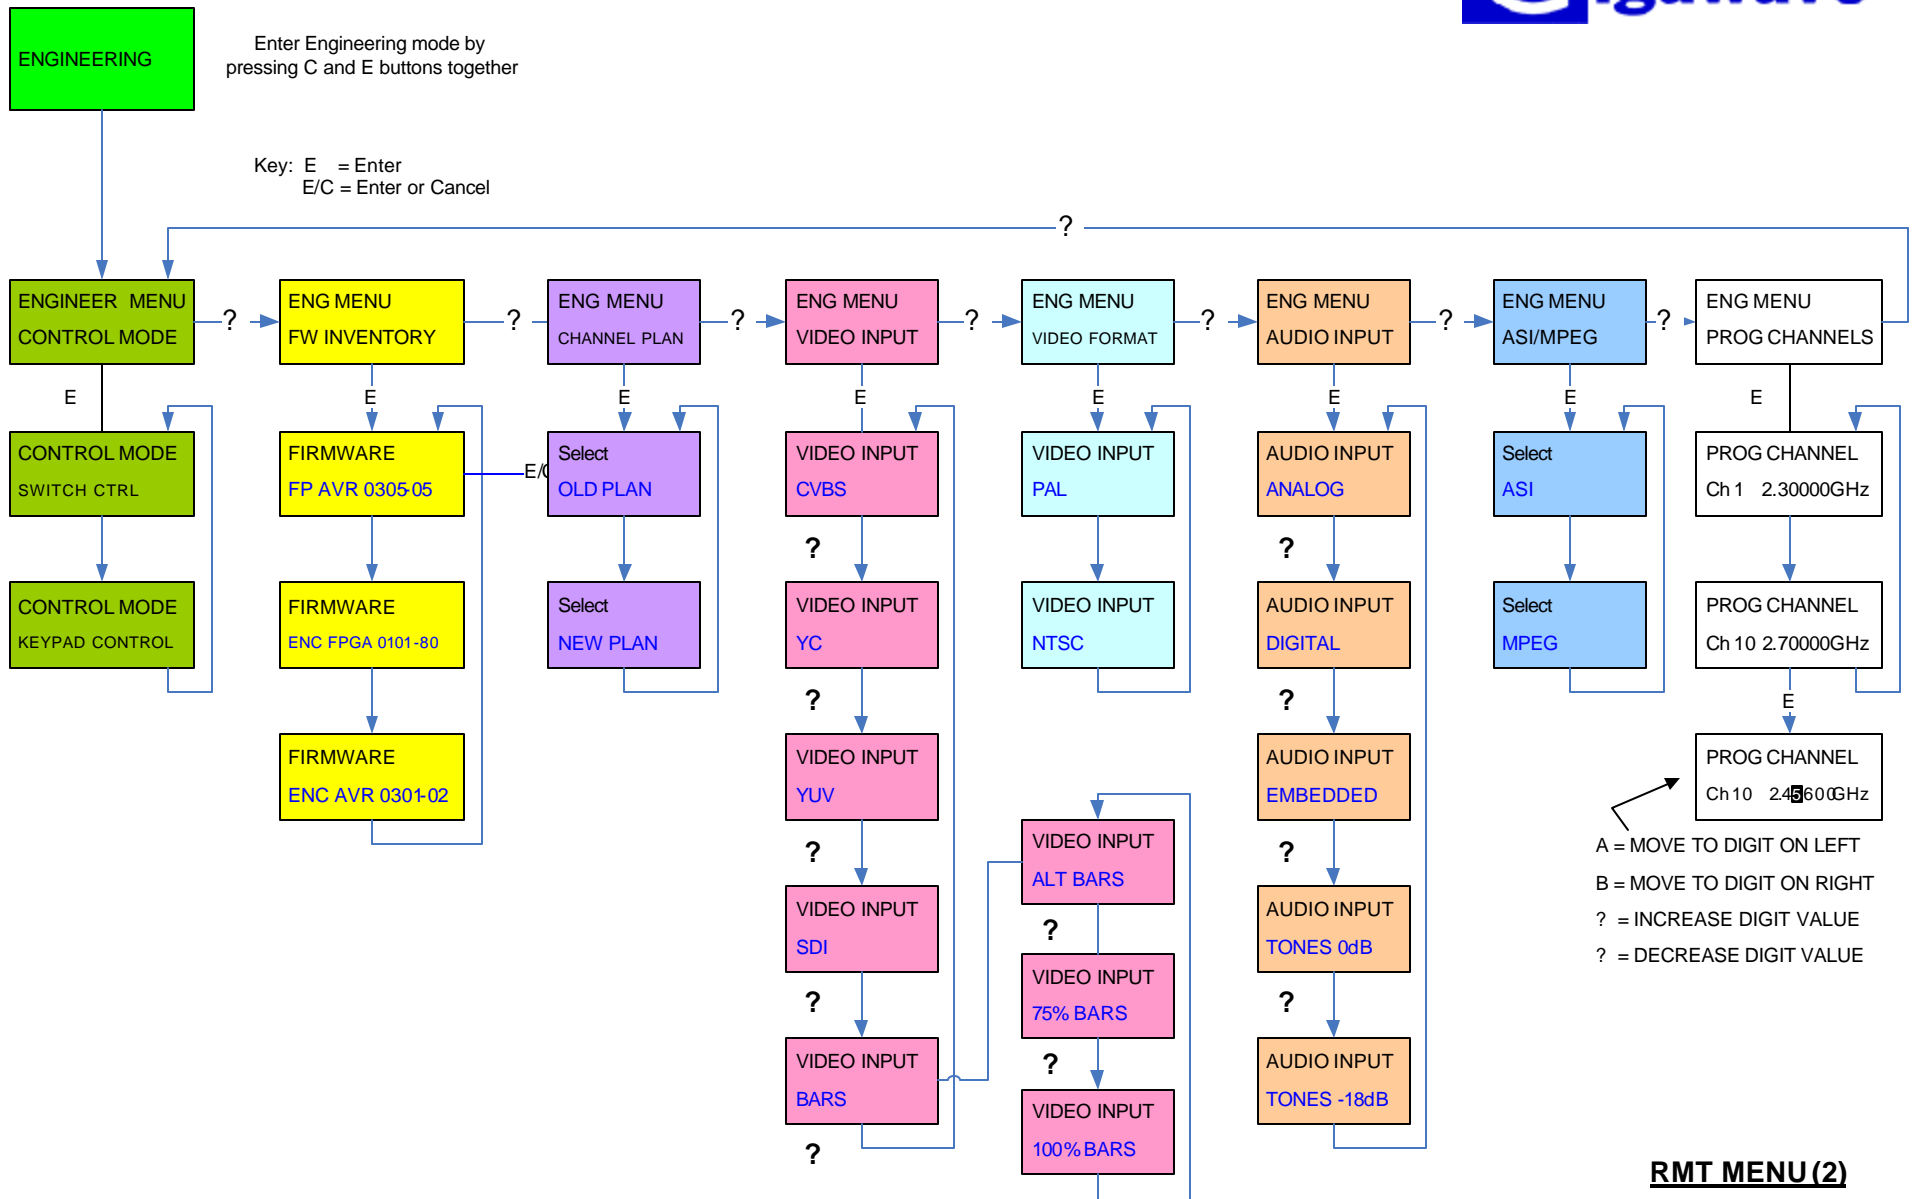 ENGINEERING
Enter Engineering mode by
pressing C and E buttons together
Key: E = Enter
E/C = Enter or Cancel
?
ENGINEER MENU
CONTROL MODE
?
ENG MENU
FW INVENTORY
?
ENG MENU
CHANNEL PLAN
?
ENG MENU
VIDEO INPUT
?
ENG MENU
VIDEO FORMAT
?
ENG MENU
AUDIO INPUT
?
ENG MENU
ASI/MPEG
?
ENG MENU
PROG CHANNELS
E
E
E
E
E
E
E
E
CONTROL MODE
SWITCH CTRL
CONTROL MODE
KEYPAD CONTROL
FIRMWARE
FP AVR 0305-05
E/C
FIRMWARE
ENC FPGA 0101-80
FIRMWARE
ENC AVR 0301-02
Select
OLD PLAN
Select
NEW PLAN
VIDEO INPUT
CVBS
?
VIDEO INPUT
YC
?
VIDEO INPUT
YUV
?
VIDEO INPUT
SDI
?
VIDEO INPUT
BARS
?
VIDEO INPUT
PAL
VIDEO INPUT
NTSC
VIDEO INPUT
ALT BARS
?
VIDEO INPUT
75% BARS
?
VIDEO INPUT
100% BARS
AUDIO INPUT
ANALOG
?
AUDIO INPUT
DIGITAL
?
AUDIO INPUT
EMBEDDED
?
AUDIO INPUT
TONES 0dB
?
AUDIO INPUT
TONES -18dB
Select
ASI
Select
MPEG
PROG CHANNEL
Ch 1 2.30000GHz
PROG CHANNEL
Ch 10 2.70000GHz
E
PROG CHANNEL
Ch 10 2.45600GHz
A = MOVE TO DIGIT ON LEFT
B = MOVE TO DIGIT ON RIGHT
? = INCREASE DIGIT VALUE
? = DECREASE DIGIT VALUE
RMT MENU (2)